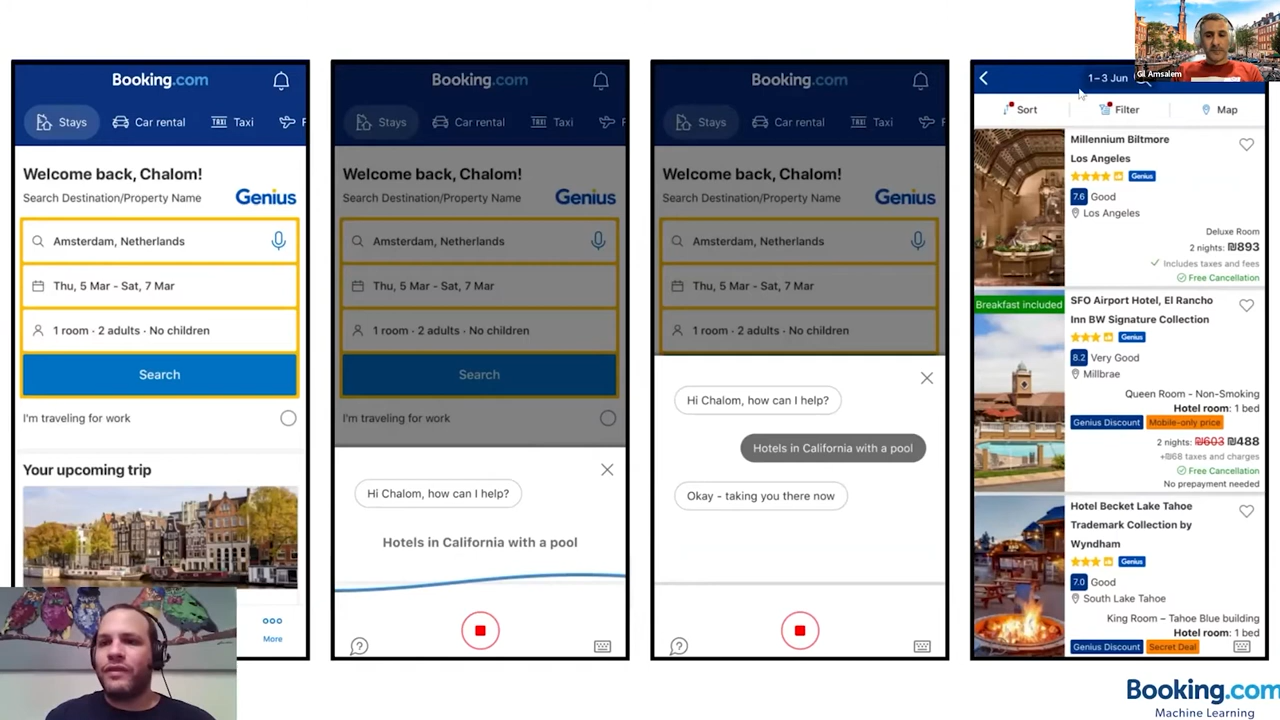 Booking.com
Stays
Car rental
TAXI
Taxi
F
Welcome back, Chalom!
Search Destination/Property Name
Genius
Amsterdam, Netherlands
Thu, 5 Mar - Sat, 7 Mar
1 room · 2 adults · No children
Search
I'm traveling for work
Your upcoming trip
More
Booking.com
Stays
Car rental
TAXI
Taxi
F
Welcome back, Chalom!
Search Destination/Property Name
Genius
Amsterdam, Netherlands
Thu, 5 Mar - Sat, 7 Mar
1 room · 2 adults · No children
Search
I'm traveling for work
Hi Chalom, how can I help?
Hotels in California with a pool
Booking.com
Stays
Car rental
TAXI
Taxi
F
Welcome back, Chalom!
Search Destination/Property Name
Genius
Amsterdam, Netherlands
Thu, 5 Mar - Sat, 7 Mar
1 room · 2 adults · No children
Hi Chalom, how can I help?
Hotels in California with a pool
Okay - taking you there now
Gil Amsalem
1 – 3 Jun
Sort
Filter
Map
Millennium Biltmore
Los Angeles
Genius
7.6 Good
Los Angeles
Deluxe Room
2 nights: ₪893
Includes taxes and fees
Free Cancellation
Breakfast included
SFO Airport Hotel, El Rancho
Inn BW Signature Collection
Genius
8.2 Very Good
Millbrae
Queen Room - Non-Smoking
Hotel room: 1 bed
Genius Discount
Mobile-only price
2 nights: ₪603 ₪488
+₪68 taxes and charges
Free Cancellation
No prepayment needed
Hotel Becket Lake Tahoe
Trademark Collection by
Wyndham
Genius
7.0 Good
South Lake Tahoe
King Room – Tahoe Blue building
Hotel room: 1 bed
Genius Discount
Secret Deal
Booking.com
Machine Learning